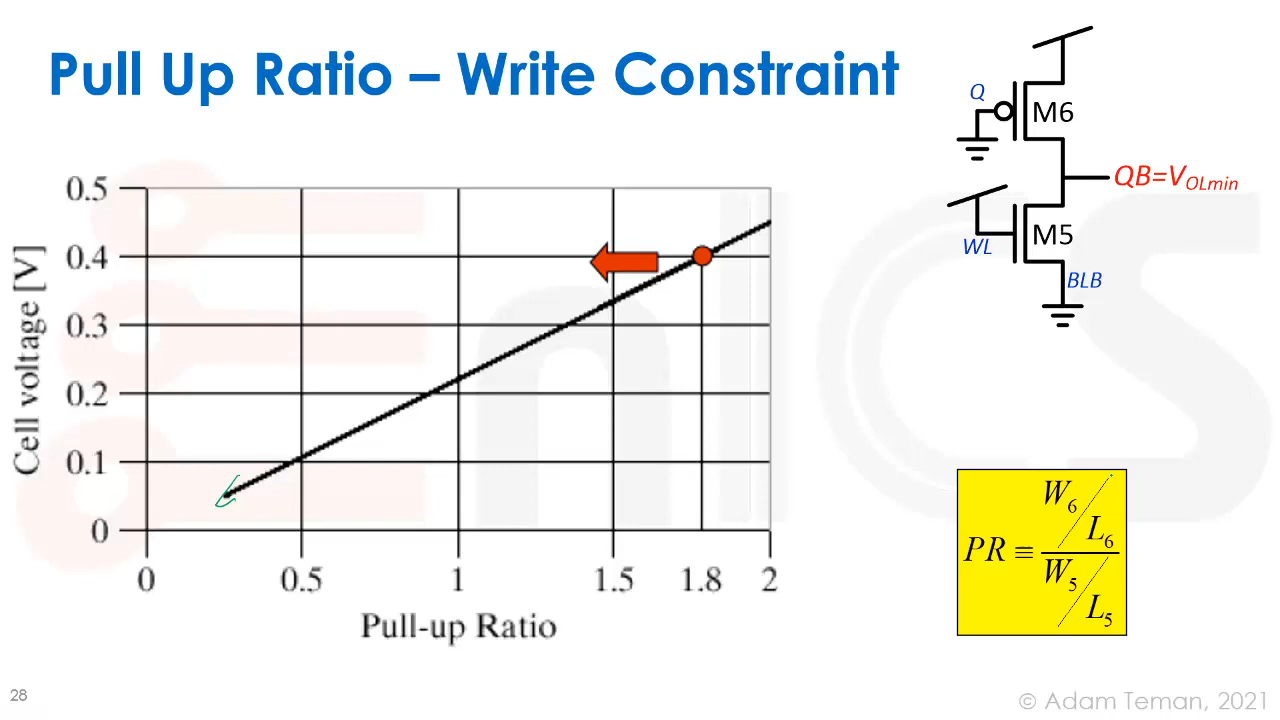 Pull Up Ratio – Write Constraint
Q
M6
QB=V_OLmin
WL
M5
BLB
Cell voltage [V]
0.5
0.4
0.3
0.2
0.1
0
0 0.5 1 1.5 1.8 2
Pull-up Ratio
PR ≡ W₆/L₆
W₅/L₅
28
© Adam Teman, 2021